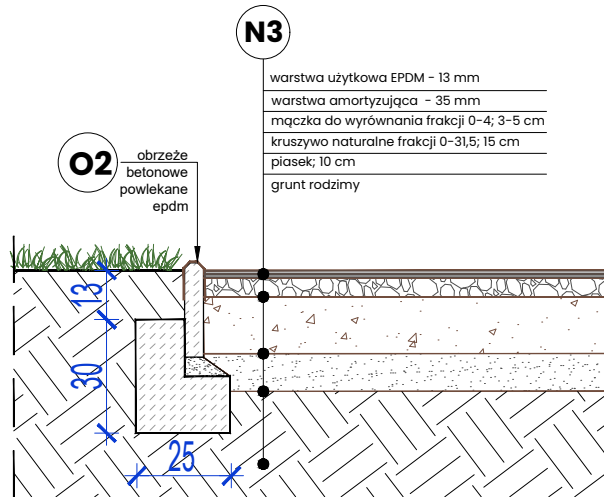 N3
warstwa użytkowa EPDM - 13 mm
warstwa amortyzująca - 35 mm
mączka do wyrównania frakcji 0-4; 3-5 cm
kruszywo naturalne frakcji 0-31,5; 15 cm
piasek; 10 cm
grunt rodzimy
O2
obrzeże
betonowe
powlekane
epdm
13
30
25